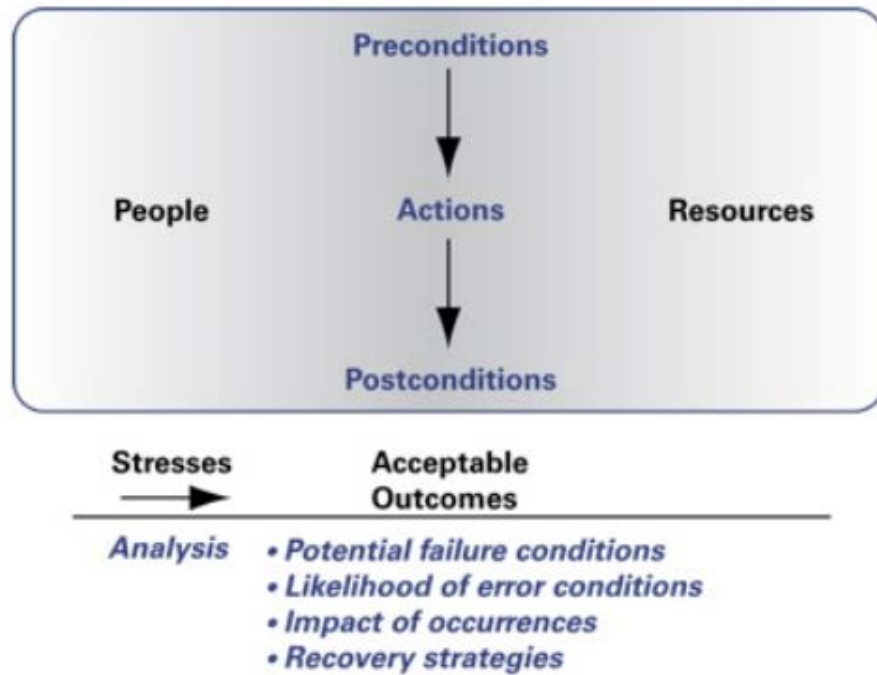 Preconditions
People Actions Resources
Postconditions
Stresses Acceptable
Outcomes
Analysis • Potential failure conditions
• Likelihood of error conditions
• Impact of occurrences
• Recovery strategies